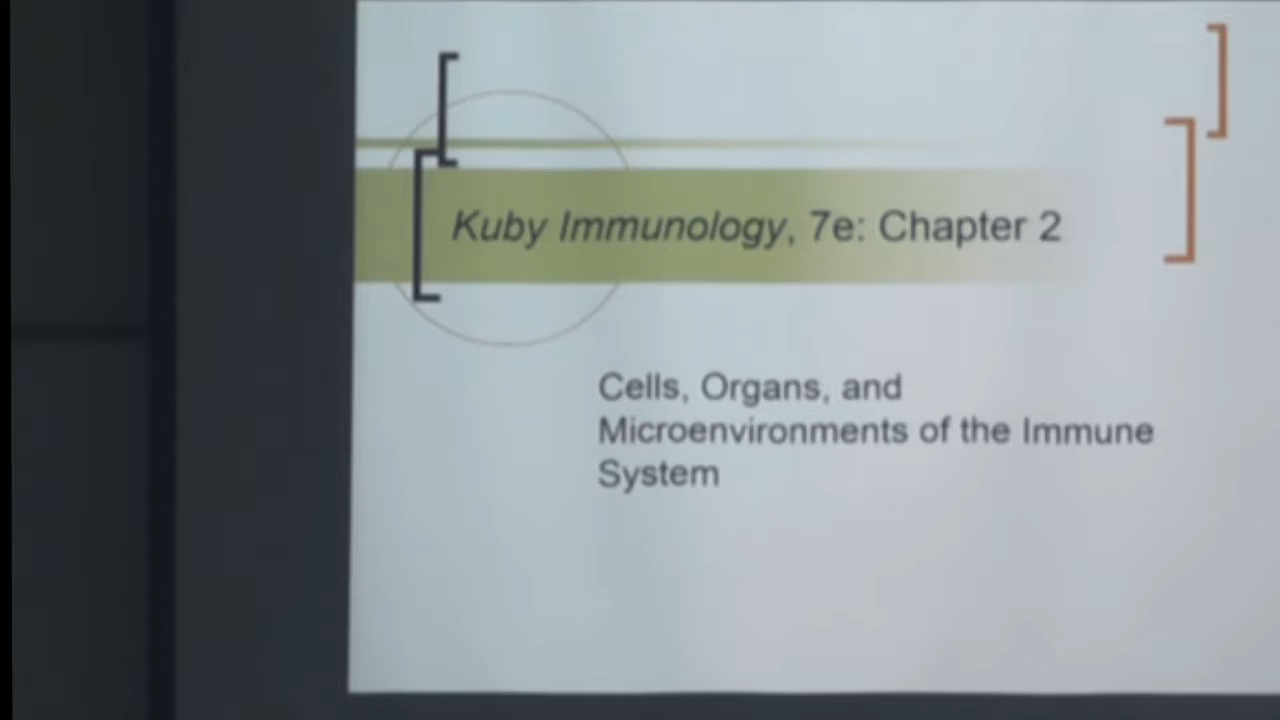 Kuby Immunology, 7e: Chapter 2
Cells, Organs, and
Microenvironments of the Immune
System